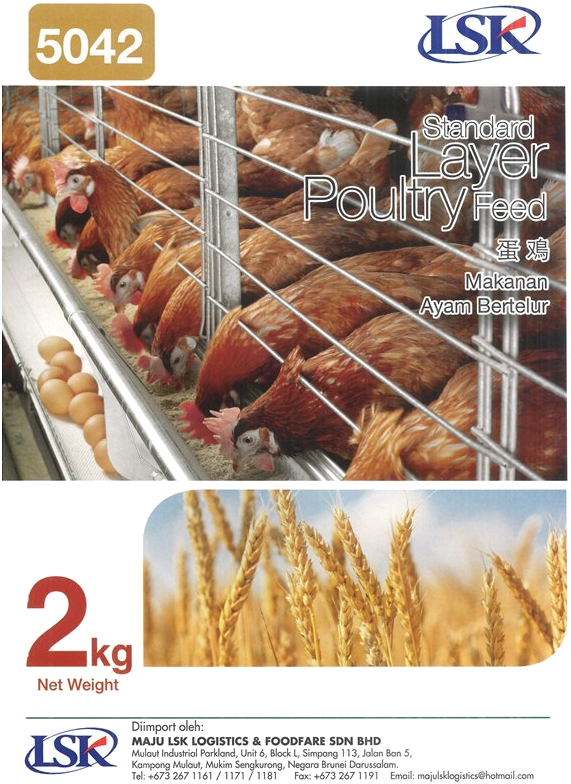 5042
LSK
Standard
Layer
Poultry Feed
蛋鴻
Makanan
Ayam Bertelur
2kg
Net Weight
LSK
Diimport oleh:
MAJU LSK LOGISTICS & FOODFARE SDN BHD
Mulaut Industrial Parkland, Unit 6, Block L, Simpang 113, Jalan Ban 5,
Kampong Mulaut, Mukim Sengkurong, Negara Brunei Darussalam.
Tel: +673 267 1161 / 1171 / 1181 Fax: +673 267 1191 Email: majulsklogistics@hotmail.com